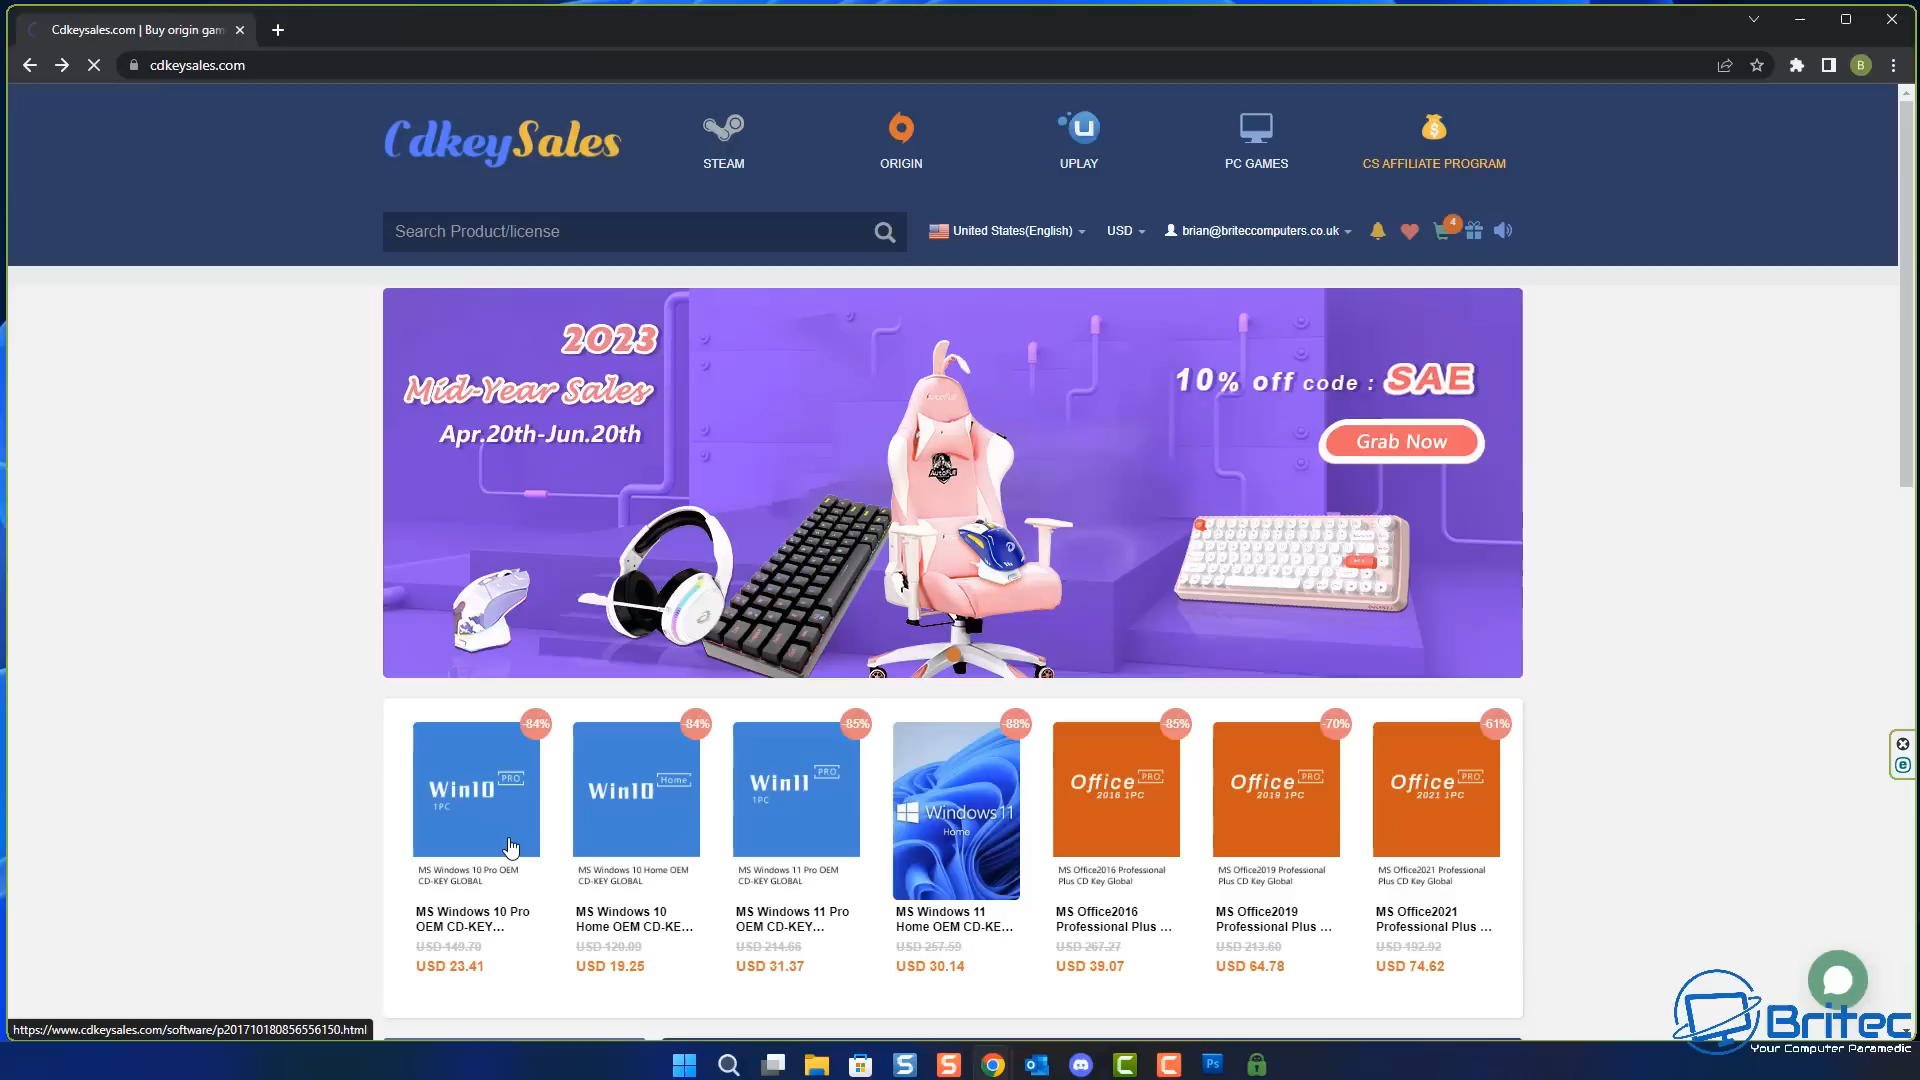 Cdkeysales.com | Buy origin gam
cdkeysales.com
B
CdkeySales
STEAM
ORIGIN
UPLAY
PC GAMES
CS AFFILIATE PROGRAM
Search Product/license
United States(English)
USD
brian@briteccomputers.co.uk
4
2023
Mid-Year Sales
Apr.20th-Jun.20th
10% off code : SAE
Grab Now
AutoFull
-84%
-84%
-85%
-88%
-85%
-70%
-61%
Win10 PRO
1PC
Win10 Home
Win11 PRO
1PC
Windows 11
Home
Office PRO
2016 1PC
Office PRO
2019 1PC
Office PRO
2021 1PC
MS Windows 10 Pro OEM
CD-KEY GLOBAL
MS Windows 10 Home OEM
CD-KEY GLOBAL
MS Windows 11 Pro OEM
CD-KEY GLOBAL
MS Office2016 Professional
Plus CD Key Global
MS Office2019 Professional
Plus CD Key Global
MS Office2021 Professional
Plus CD Key Global
MS Windows 10 Pro
OEM CD-KEY...
USD 149.70
USD 23.41
MS Windows 10
Home OEM CD-KE...
USD 120.09
USD 19.25
MS Windows 11 Pro
OEM CD-KEY...
USD 214.66
USD 31.37
MS Windows 11
Home OEM CD-KE...
USD 257.59
USD 30.14
MS Office2016
Professional Plus ...
USD 267.27
USD 39.07
MS Office2019
Professional Plus ...
USD 213.60
USD 64.78
MS Office2021
Professional Plus ...
USD 192.92
USD 74.62
https://www.cdkeysales.com/software/p201710180856556150.html
Britec
Your Computer Paramedic